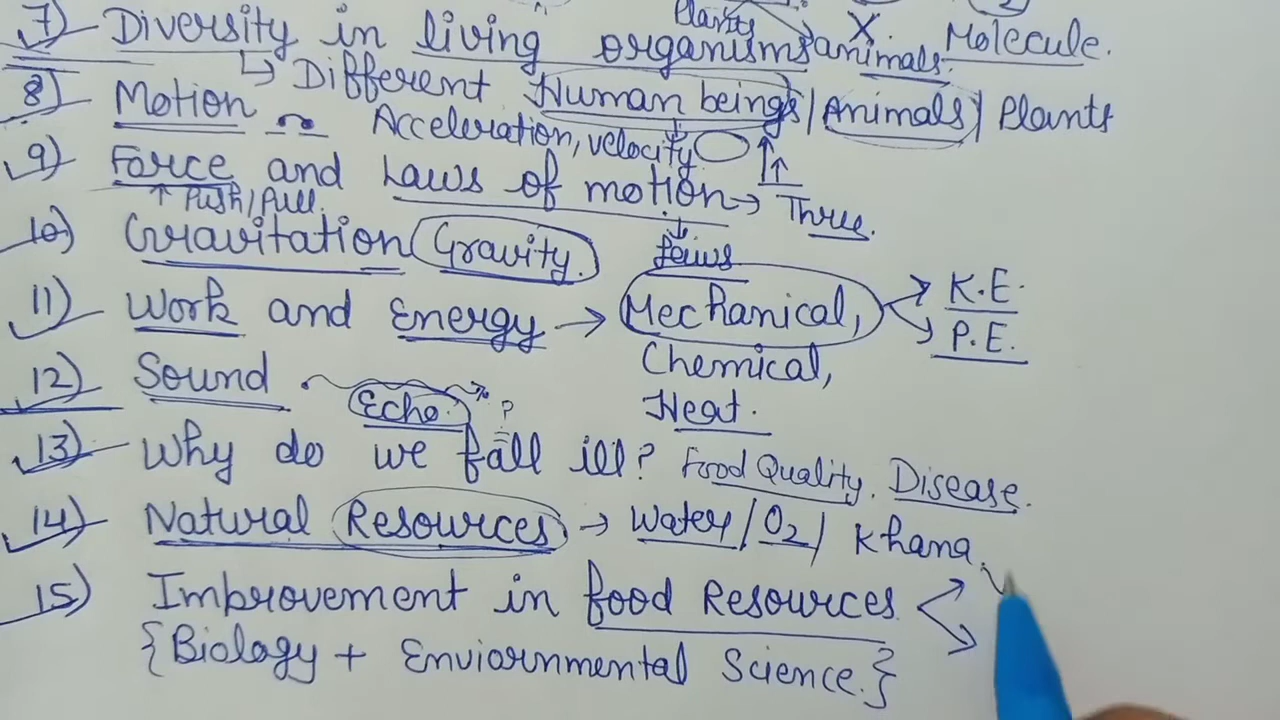 Plants
7) Diversity in living organisms animals. X. Molecule.
↳ Different Human beings/Animals/Plants
8) Motion Acceleration, velocity
9) Force and Laws of motion → Three.
↑ Push/Pull.
10) Gravitation (Gravity.)
11) Work and Energy → Mechanical, K.E.
P.E.
Chemical,
Heat.
12) Sound Echo.
13) Why do we fall ill? Food Quality. Disease.
14) Natural Resources → Water/O2/ Khana.
15) Improvement in food Resources.
{Biology + Enviornmental Science.}